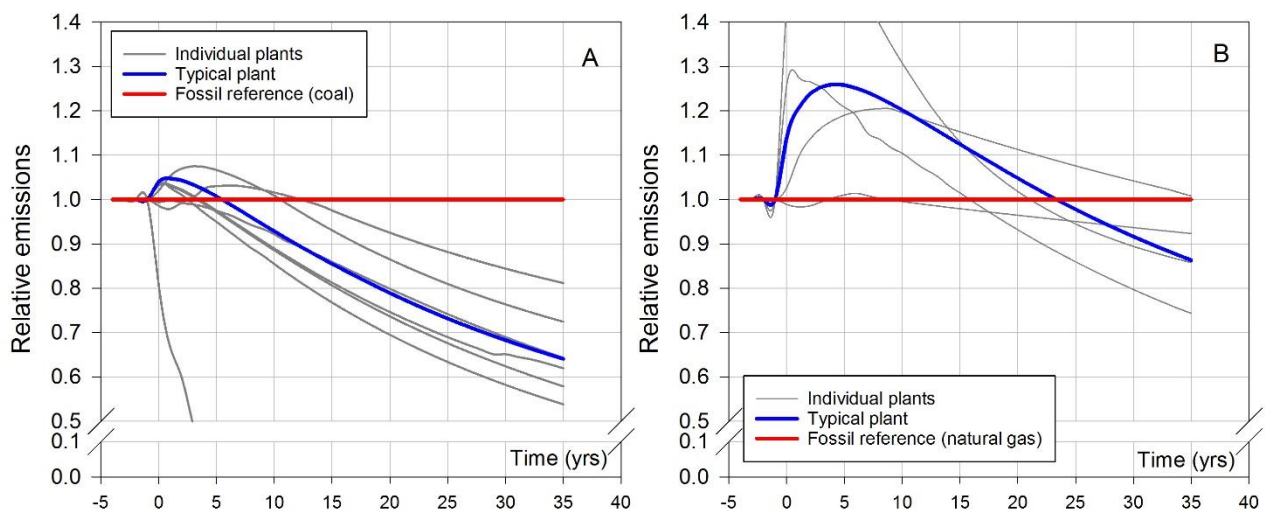 1.4
1.3
1.2
1.1
1.0
0.9
0.8
0.7
0.6
0.5
0.1
0.0
Relative emissions
Individual plants
Typical plant
Fossil reference (coal)
A
Time (yrs)
-5 0 5 10 15 20 25 30 35 40
1.4
1.3
1.2
1.1
1.0
0.9
0.8
0.7
0.6
0.5
0.1
0.0
Relative emissions
B
Individual plants
Typical plant
Fossil reference (natural gas)
Time (yrs)
-5 0 5 10 15 20 25 30 35 40